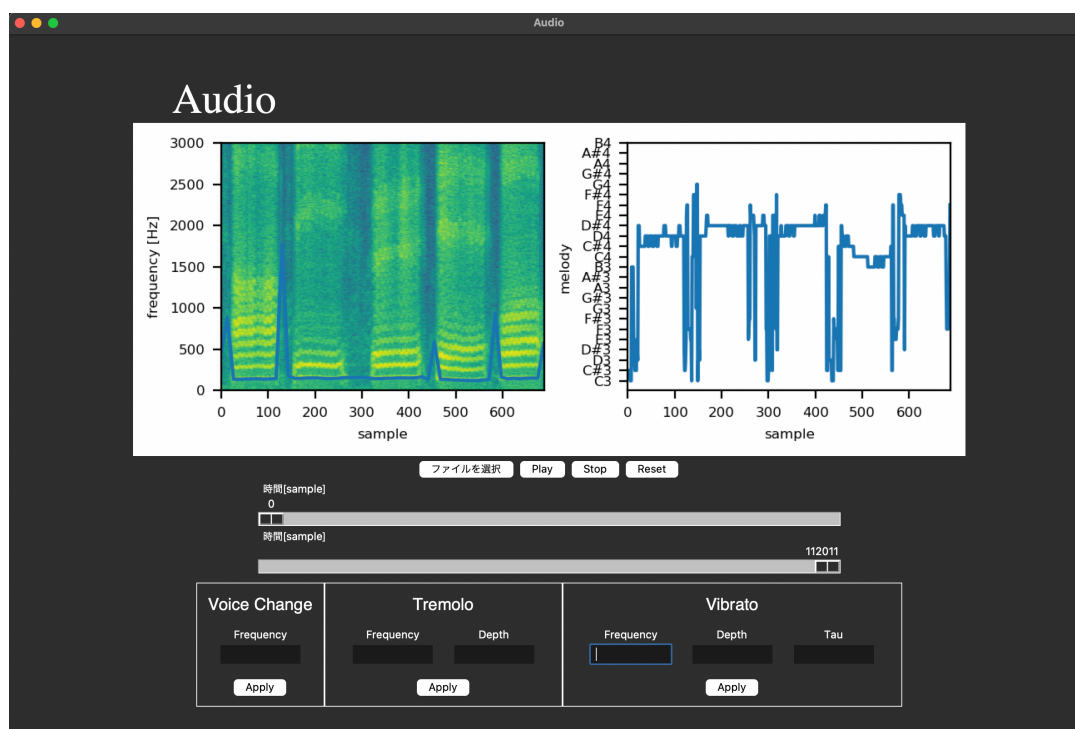 Audio
Audio
3000
2500
2000
1500
1000
500
0
frequency [Hz]
0 100 200 300 400 500 600
sample
B4
A#4
A4
G#4
G4
F#4
F4
E4
D#4
D4
C#4
C4
B3
A#3
A3
G#3
G3
F#3
F3
E3
D#3
D3
C#3
C3
melody
0 100 200 300 400 500 600
sample
ファイルを選択 Play Stop Reset
時間[sample]
0
時間[sample]
112011
Voice Change Tremolo Vibrato
Frequency Frequency Depth Frequency Depth Tau
Apply Apply Apply